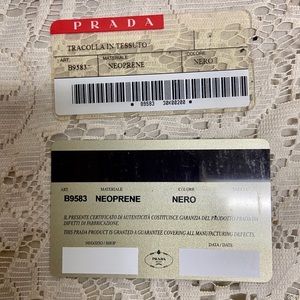 PRADA
TRACOLLA IN TESSUTO
ART. MATERIALE COLORE
B9583 NEOPRENE NERO
* B9583 30K00200 *
ART. MATERIALE COLORE
B9583 NEOPRENE NERO
IL PRESENTE CERTIFICATO DI AUTENTICITÀ COSTITUISCE GARANZIA DEL PRODOTTO PRADA DA
DIFETTI DI FABBRICAZIONE.
THIS PRADA PRODUCT IS GRANTED A GUARANTEE COVERING ALL MANUFACTURING DEFECTS.
NEGOZIO / SHOP DATA / DATE
PRADA